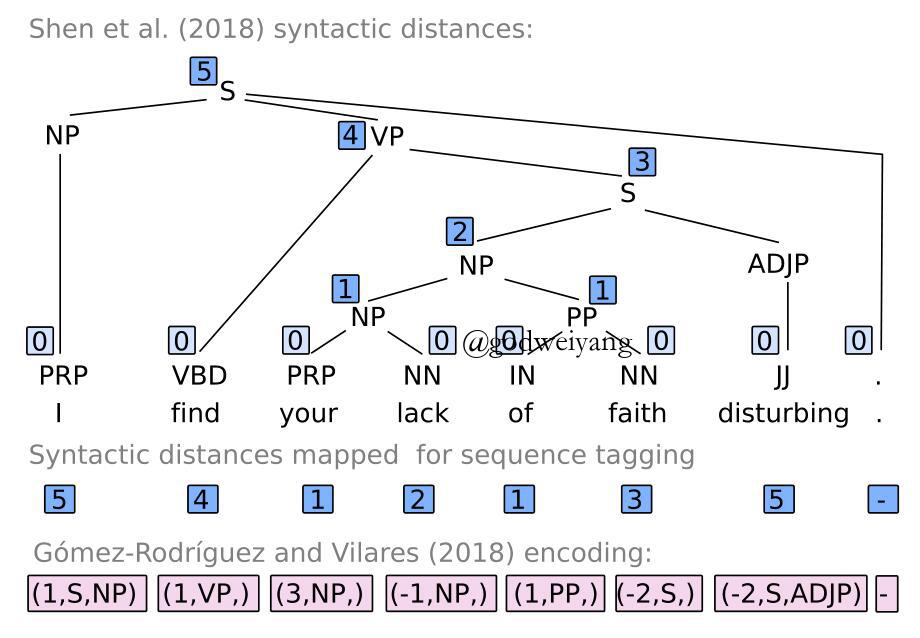 Shen et al. (2018) syntactic distances:
5 S
NP 4 VP
3
S
2
NP ADJP
1 1
NP PP
0 0 0 0 @godweiyang 0 0 0 0
PRP VBD PRP NN IN NN JJ .
I find your lack of faith disturbing .
Syntactic distances mapped for sequence tagging
5 4 1 2 1 3 5 -
Gómez-Rodríguez and Vilares (2018) encoding:
(1,S,NP) (1,VP,) (3,NP,) (-1,NP,) (1,PP,) (-2,S,) (-2,S,ADJP) -